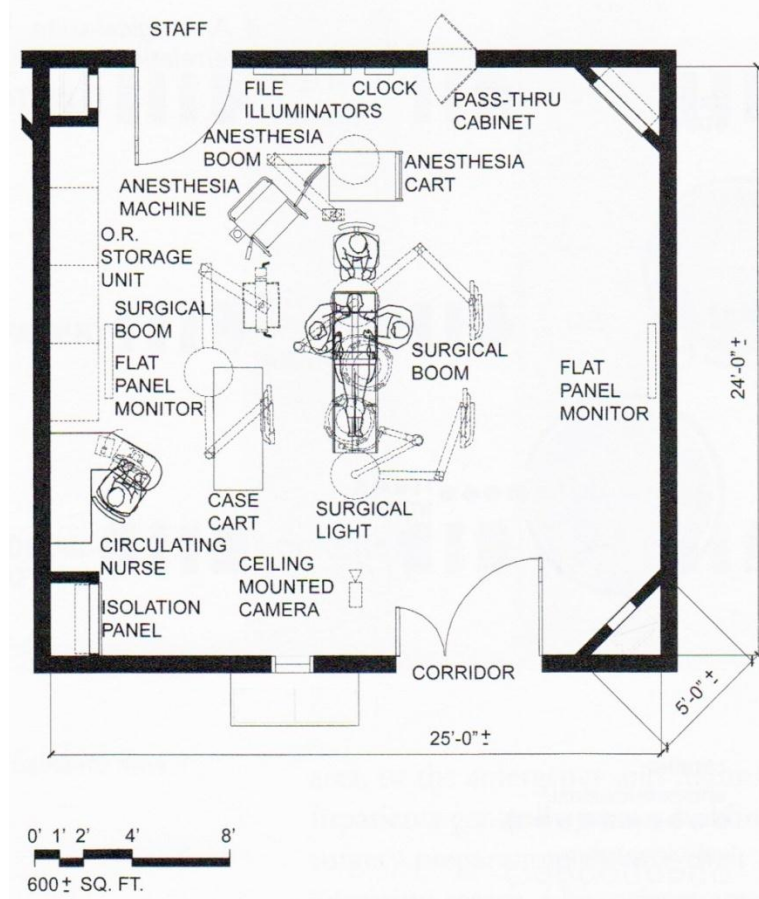 STAFF
FILE
ILLUMINATORS
CLOCK
PASS-THRU
CABINET
ANESTHESIA
BOOM
ANESTHESIA
CART
ANESTHESIA
MACHINE
O.R.
STORAGE
UNIT
SURGICAL
BOOM
FLAT
PANEL
MONITOR
SURGICAL
BOOM
FLAT
PANEL
MONITOR
24'-0" ±
CASE
CART
SURGICAL
LIGHT
CIRCULATING
NURSE
CEILING
MOUNTED
CAMERA
ISOLATION
PANEL
CORRIDOR
5'-0" ±
25'-0" ±
0' 1' 2' 4' 8'
600 ± SQ. FT.